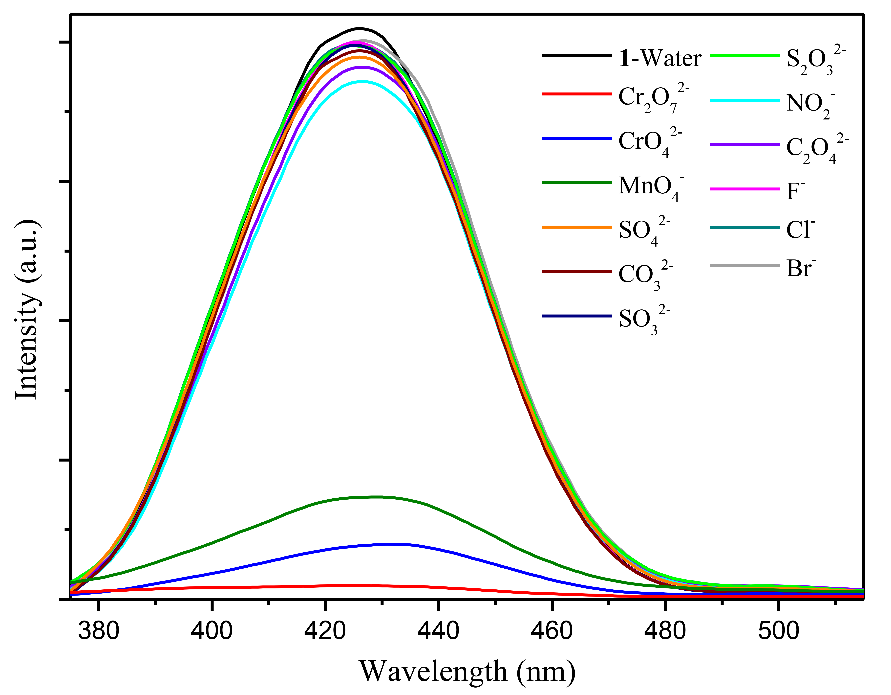 1-Water
Cr2O7 2-
CrO4 2-
MnO4 -
SO4 2-
CO3 2-
SO3 2-
S2O3 2-
NO2 -
C2O4 2-
F-
Cl-
Br-
Intensity (a.u.)
380 400 420 440 460 480 500
Wavelength (nm)